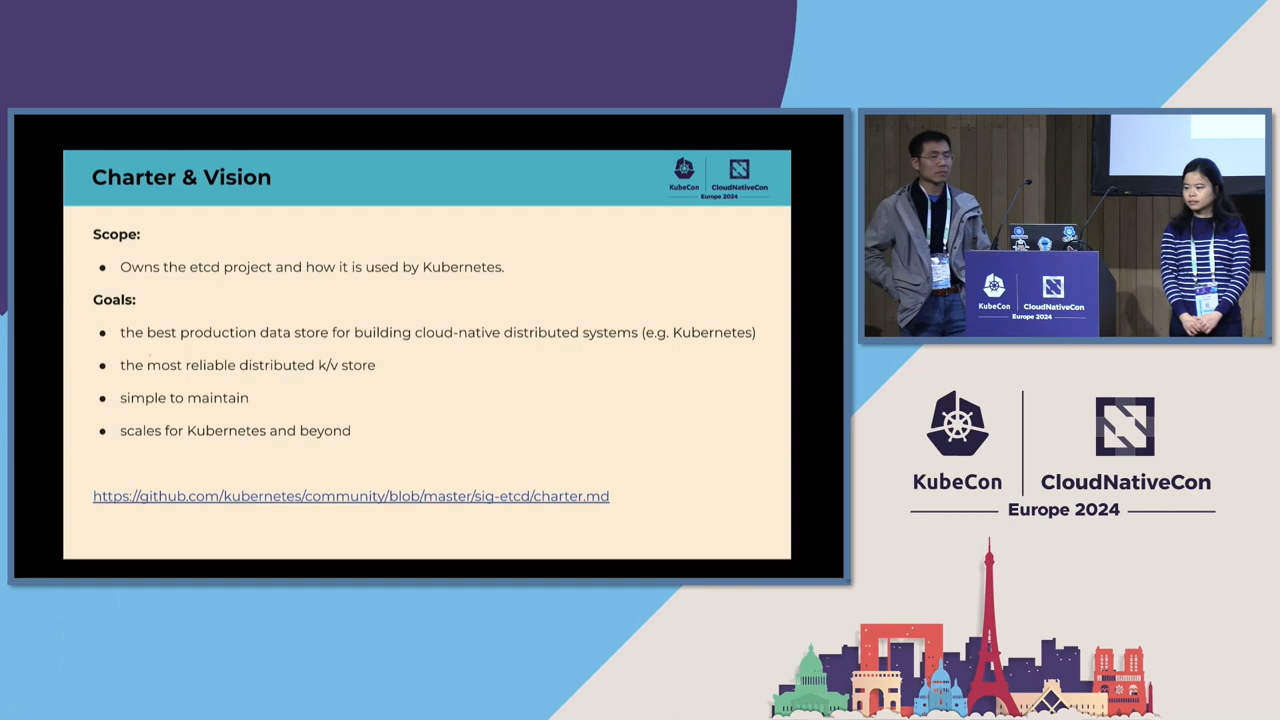 Charter & Vision
KubeCon
CloudNativeCon
Europe 2024
Scope:
● Owns the etcd project and how it is used by Kubernetes.
Goals:
● the best production data store for building cloud-native distributed systems (e.g. Kubernetes)
● the most reliable distributed k/v store
● simple to maintain
● scales for Kubernetes and beyond
https://github.com/kubernetes/community/blob/master/sig-etcd/charter.md
KubeCon
CloudNativeCon
Europe 2024
KubeCon
CloudNativeCon
Europe 2024